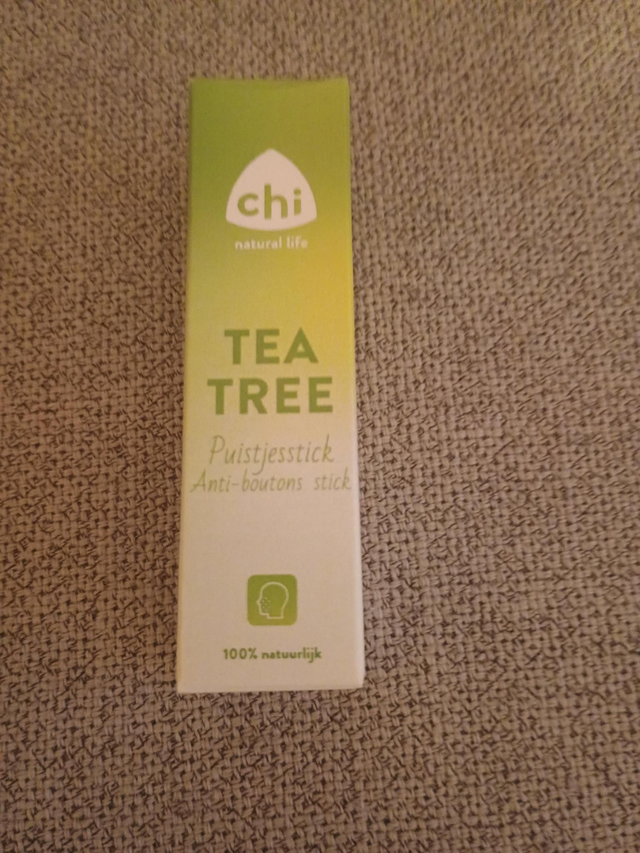 chi
natural life
TEA
TREE
Puistjesstick
Anti-boutons stick
100% natuurlijk